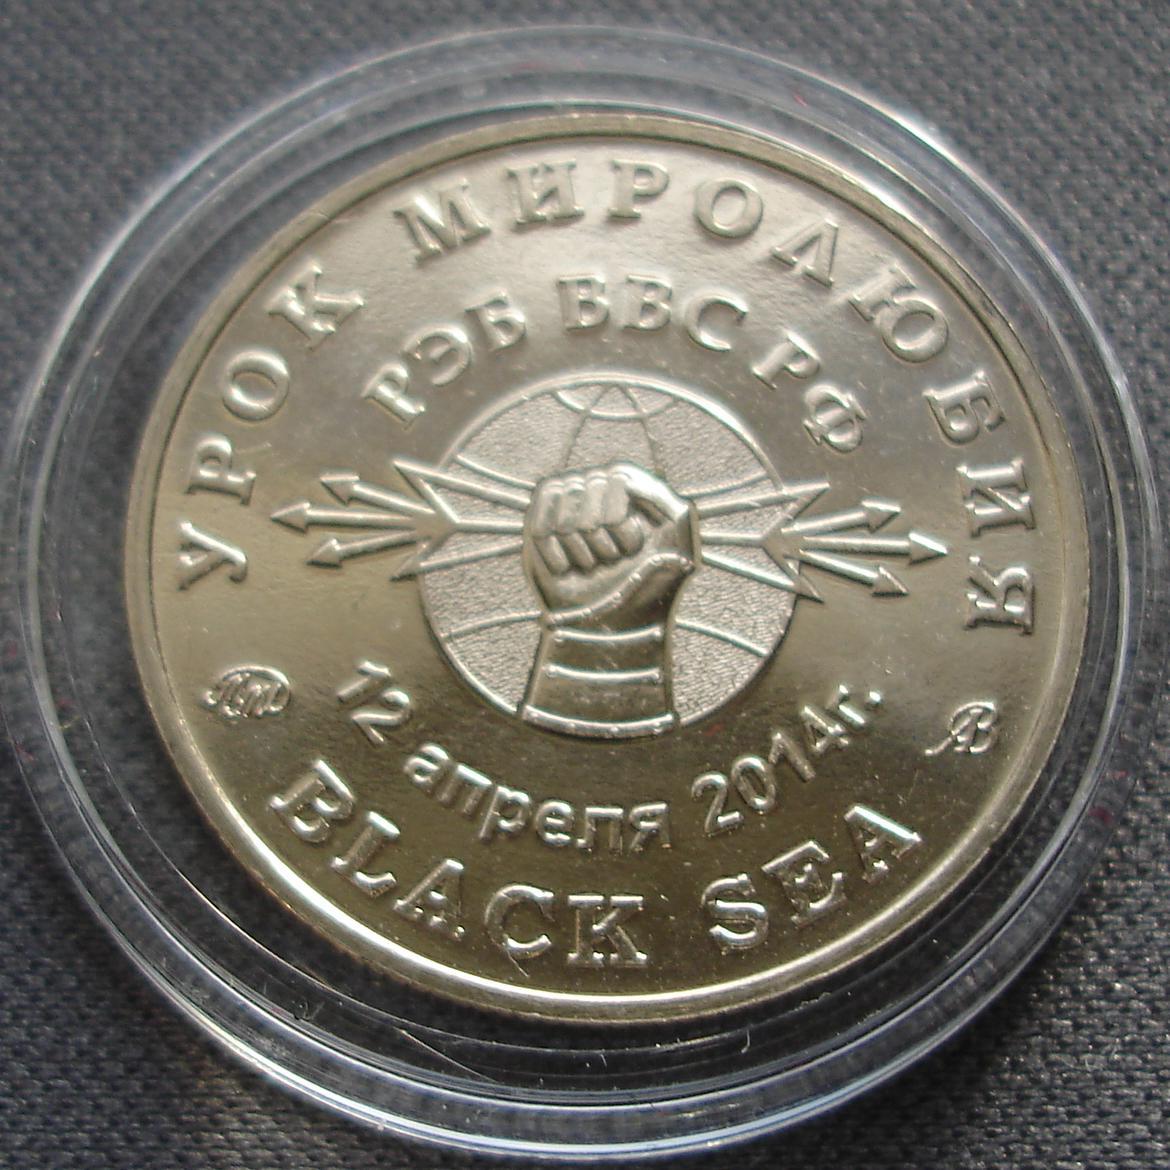 УРОК МИРОЛЮБИЯ
РЭБ ВВС РФ
12 апреля 2014г.
BLACK SEA